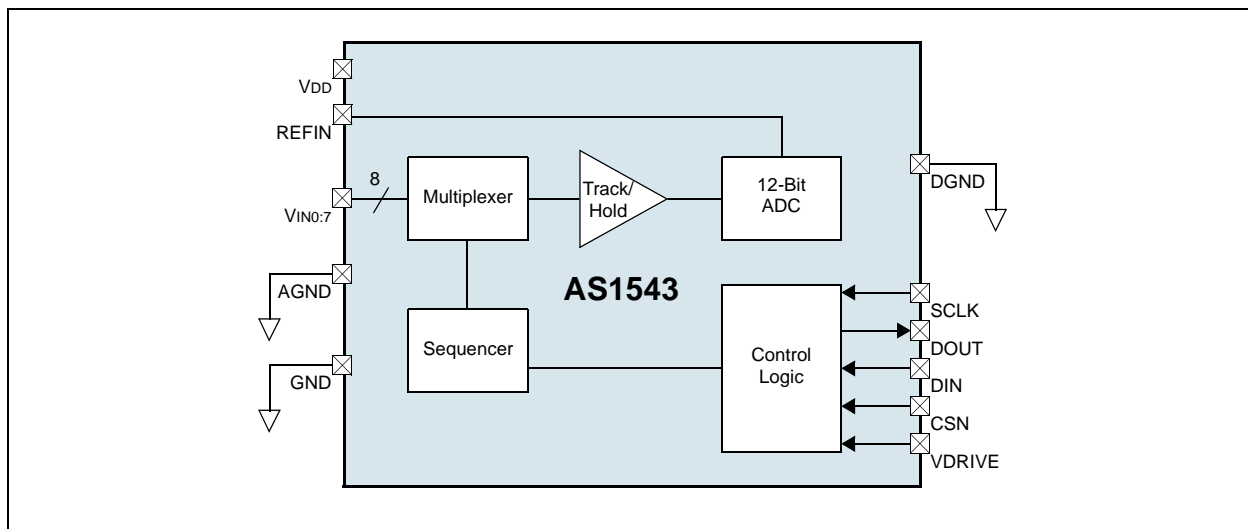 VDD
REFIN
8
VIN0:7
Multiplexer
Track/
Hold
12-Bit
ADC
DGND
AGND
AS1543
GND
Sequencer
Control
Logic
SCLK
DOUT
DIN
CSN
VDRIVE